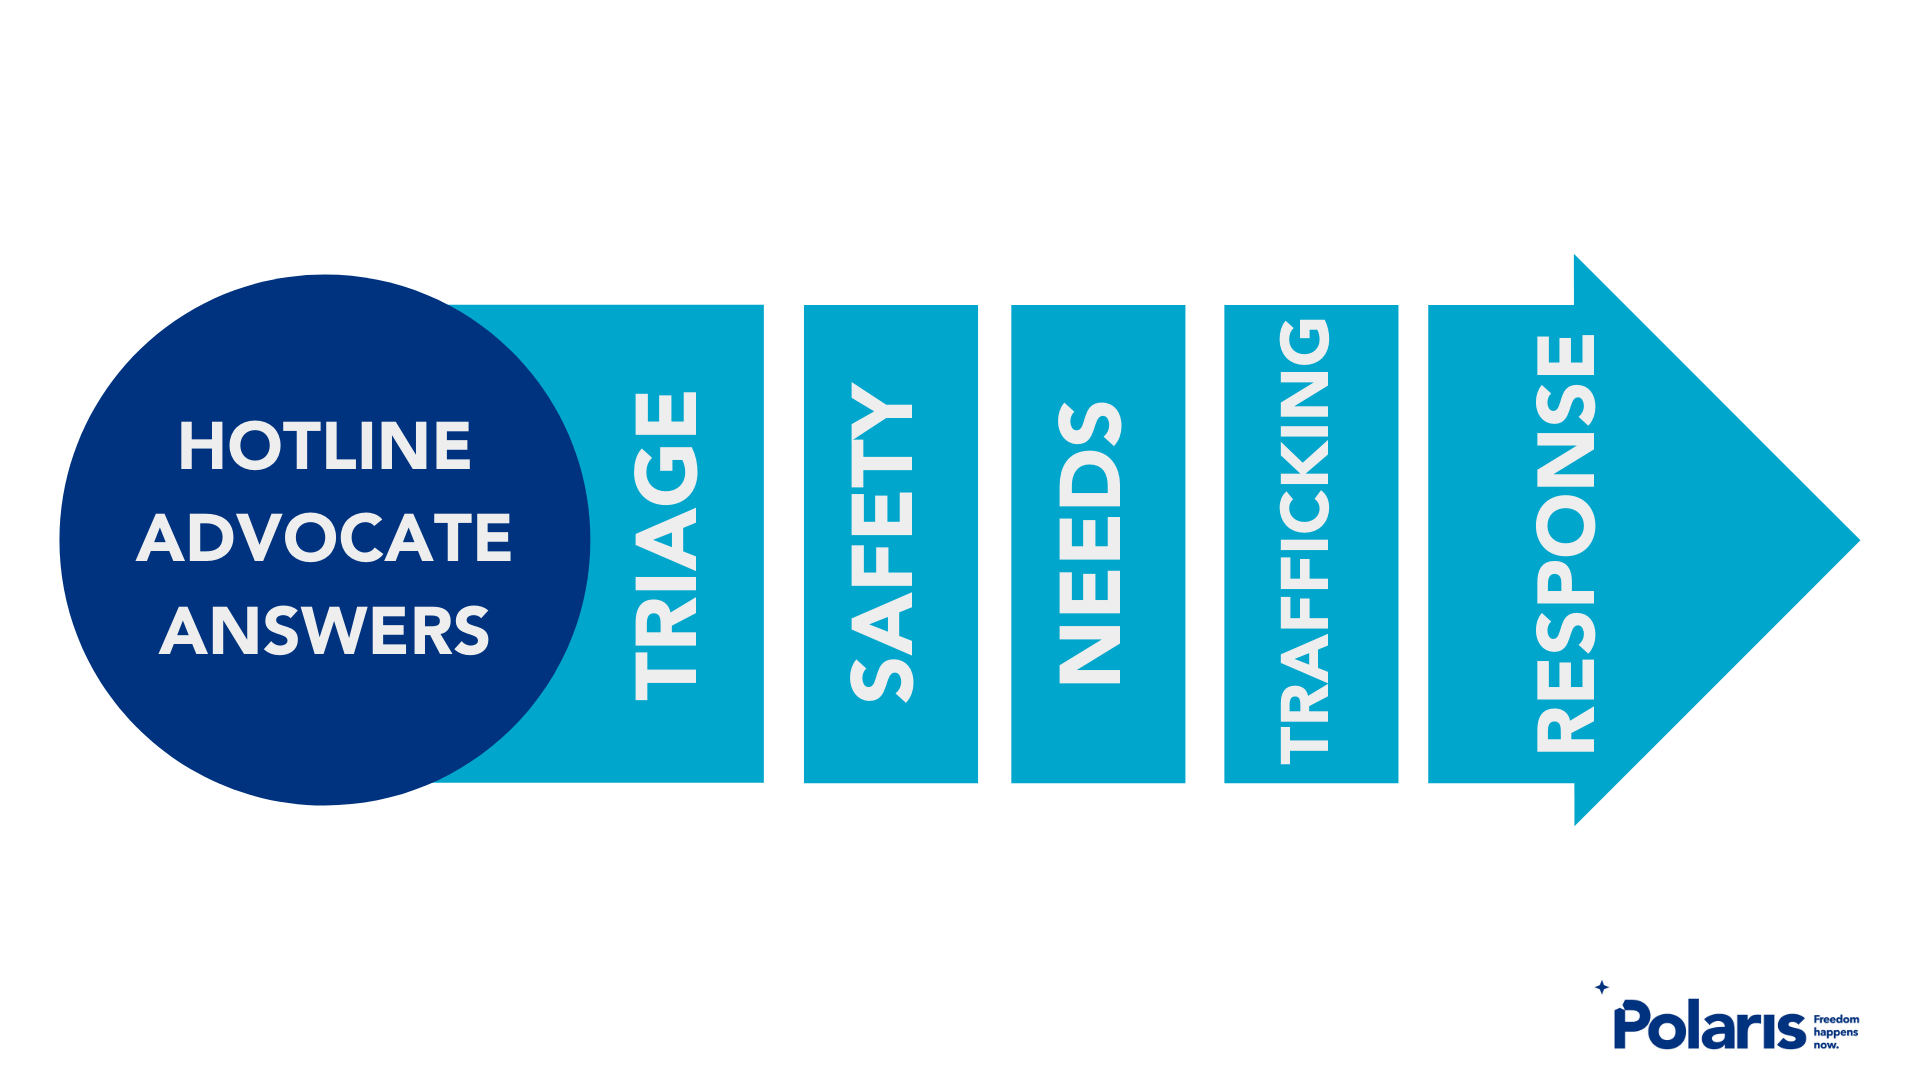 HOTLINE
ADVOCATE
ANSWERS
TRIAGE
SAFETY
NEEDS
TRAFFICKING
RESPONSE
Polaris
Freedom
happens
now.